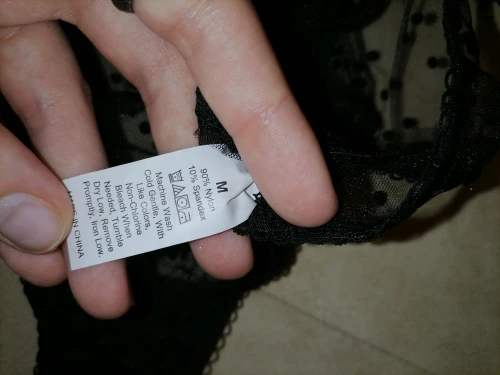 M
90% Nylon
10% Spandex
Machine Wash
Cold Gentle, With
Like Colors,
Non-Chlorine
Bleach When
Needed, Tumble
Dry Low, Remove
Promptly, Iron Low.
IN CHINA